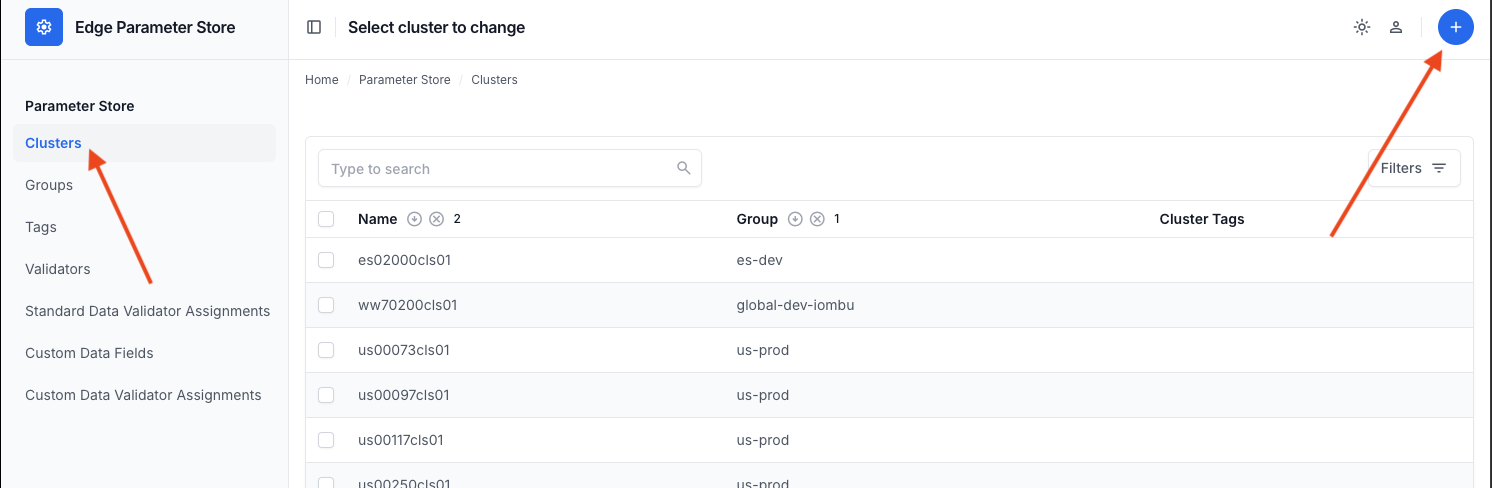 Edge Parameter Store
Select cluster to change
Home / Parameter Store / Clusters
Parameter Store
Clusters
Groups
Tags
Validators
Standard Data Validator Assignments
Custom Data Fields
Custom Data Validator Assignments
Type to search
Filters
Name 2 Group 1 Cluster Tags
es02000cls01 es-dev
ww70200cls01 global-dev-iombu
us00073cls01 us-prod
us00097cls01 us-prod
us00117cls01 us-prod
us00250cls01 us-prod